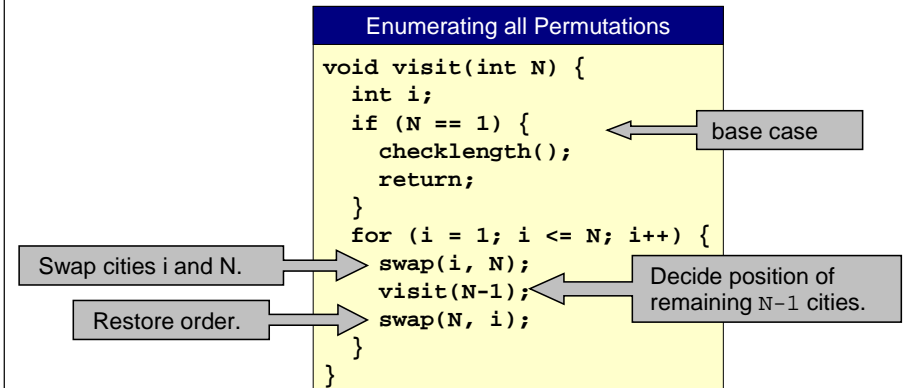 Enumerating all Permutations
void visit(int N) {
int i;
if (N == 1) {
checklength();
return;
}
for (i = 1; i <= N; i++) {
swap(i, N);
visit(N-1);
swap(N, i);
}
}
base case
Swap cities i and N.
Decide position of
remaining N-1 cities.
Restore order.